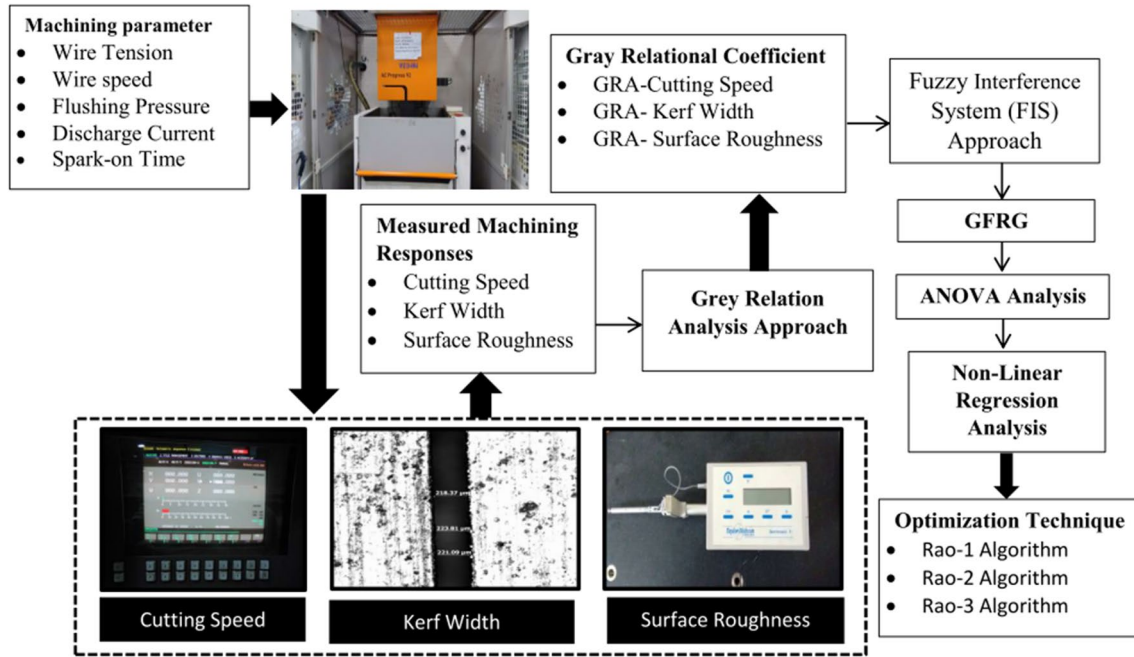 Machining parameter
• Wire Tension
• Wire speed
• Flushing Pressure
• Discharge Current
• Spark-on Time
Gray Relational Coefficient
• GRA-Cutting Speed
• GRA- Kerf Width
• GRA- Surface Roughness
Fuzzy Interference
System (FIS)
Approach
GFRG
ANOVA Analysis
Non-Linear
Regression
Analysis
Optimization Technique
• Rao-1 Algorithm
• Rao-2 Algorithm
• Rao-3 Algorithm
Measured Machining
Responses
• Cutting Speed
• Kerf Width
• Surface Roughness
Grey Relation
Analysis Approach
218.37 µm
223.81 µm
221.09 µm
Cutting Speed
Kerf Width
Surface Roughness